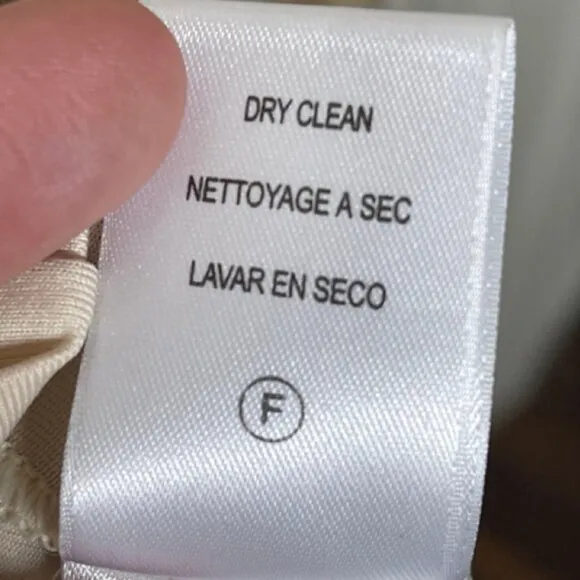 DRY CLEAN
NETTOYAGE A SEC
LAVAR EN SECO
F